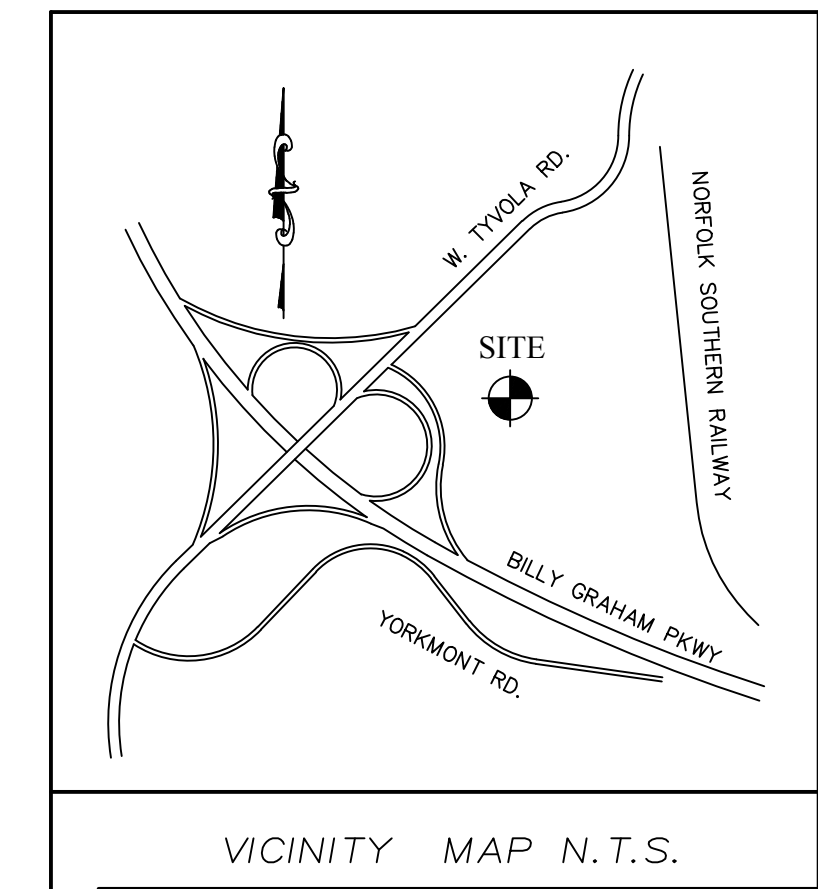 W. TYVOLA RD.
NORFOLK SOUTHERN RAILWAY
SITE
BILLY GRAHAM PKWY
YORKMONT RD.
VICINITY MAP N.T.S.